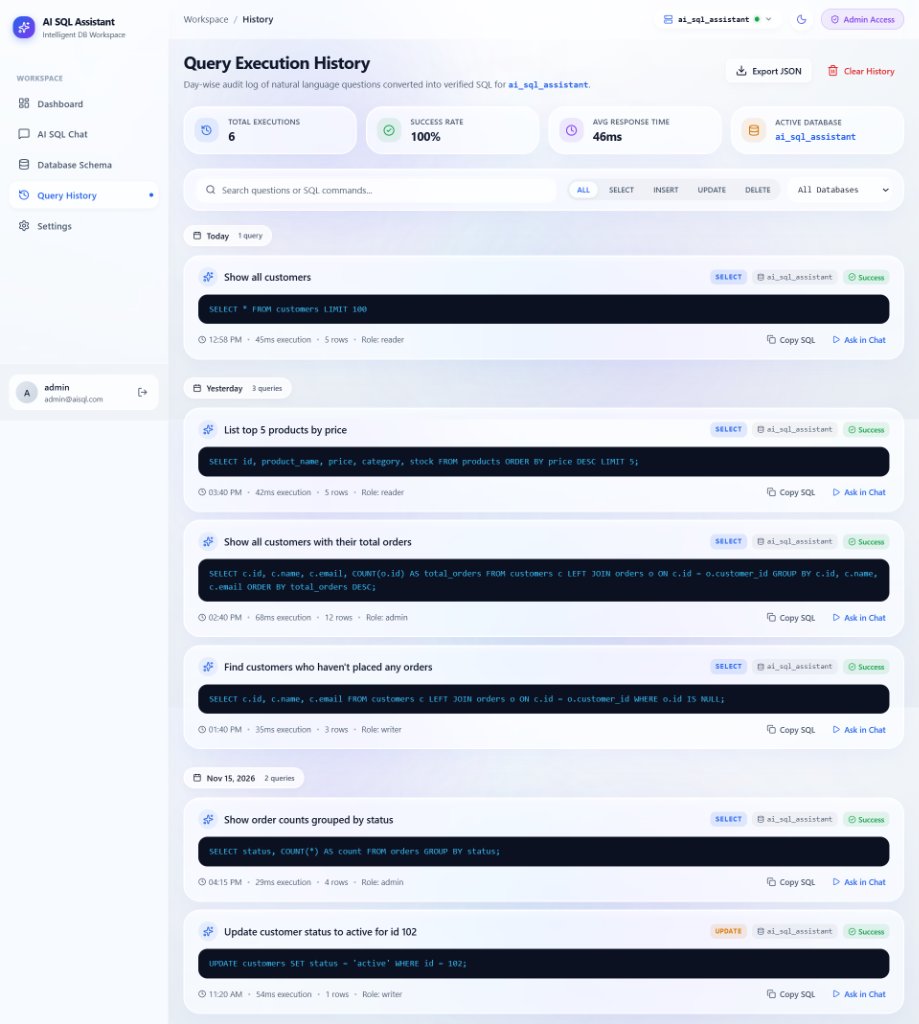 AI SQL Assistant
Intelligent DB Workspace
WORKSPACE
Dashboard
AI SQL Chat
Database Schema
Query History
Settings
A
admin
admin@aisql.com
Workspace / History
ai_sql_assistant
Admin Access
Query Execution History
Day-wise audit log of natural language questions converted into verified SQL for ai_sql_assistant.
Export JSON
Clear History
TOTAL EXECUTIONS
6
SUCCESS RATE
100%
AVG RESPONSE TIME
46ms
ACTIVE DATABASE
ai_sql_assistant
Search questions or SQL commands...
ALL SELECT INSERT UPDATE DELETE
All Databases
Today 1 query
Show all customers
SELECT ai_sql_assistant Success
SELECT * FROM customers LIMIT 100
12:58 PM • 45ms execution • 5 rows • Role: reader
Copy SQL Ask in Chat
Yesterday 3 queries
List top 5 products by price
SELECT ai_sql_assistant Success
SELECT id, product_name, price, category, stock FROM products ORDER BY price DESC LIMIT 5;
03:40 PM • 42ms execution • 5 rows • Role: reader
Copy SQL Ask in Chat
Show all customers with their total orders
SELECT ai_sql_assistant Success
SELECT c.id, c.name, c.email, COUNT(o.id) AS total_orders FROM customers c LEFT JOIN orders o ON c.id = o.customer_id GROUP BY c.id, c.name,
c.email ORDER BY total_orders DESC;
02:40 PM • 68ms execution • 12 rows • Role: admin
Copy SQL Ask in Chat
Find customers who haven't placed any orders
SELECT ai_sql_assistant Success
SELECT c.id, c.name, c.email FROM customers c LEFT JOIN orders o ON c.id = o.customer_id WHERE o.id IS NULL;
01:40 PM • 35ms execution • 3 rows • Role: writer
Copy SQL Ask in Chat
Nov 15, 2026 2 queries
Show order counts grouped by status
SELECT ai_sql_assistant Success
SELECT status, COUNT(*) AS count FROM orders GROUP BY status;
04:15 PM • 29ms execution • 4 rows • Role: admin
Copy SQL Ask in Chat
Update customer status to active for id 102
UPDATE ai_sql_assistant Success
UPDATE customers SET status = 'active' WHERE id = 102;
11:20 AM • 54ms execution • 1 rows • Role: writer
Copy SQL Ask in Chat